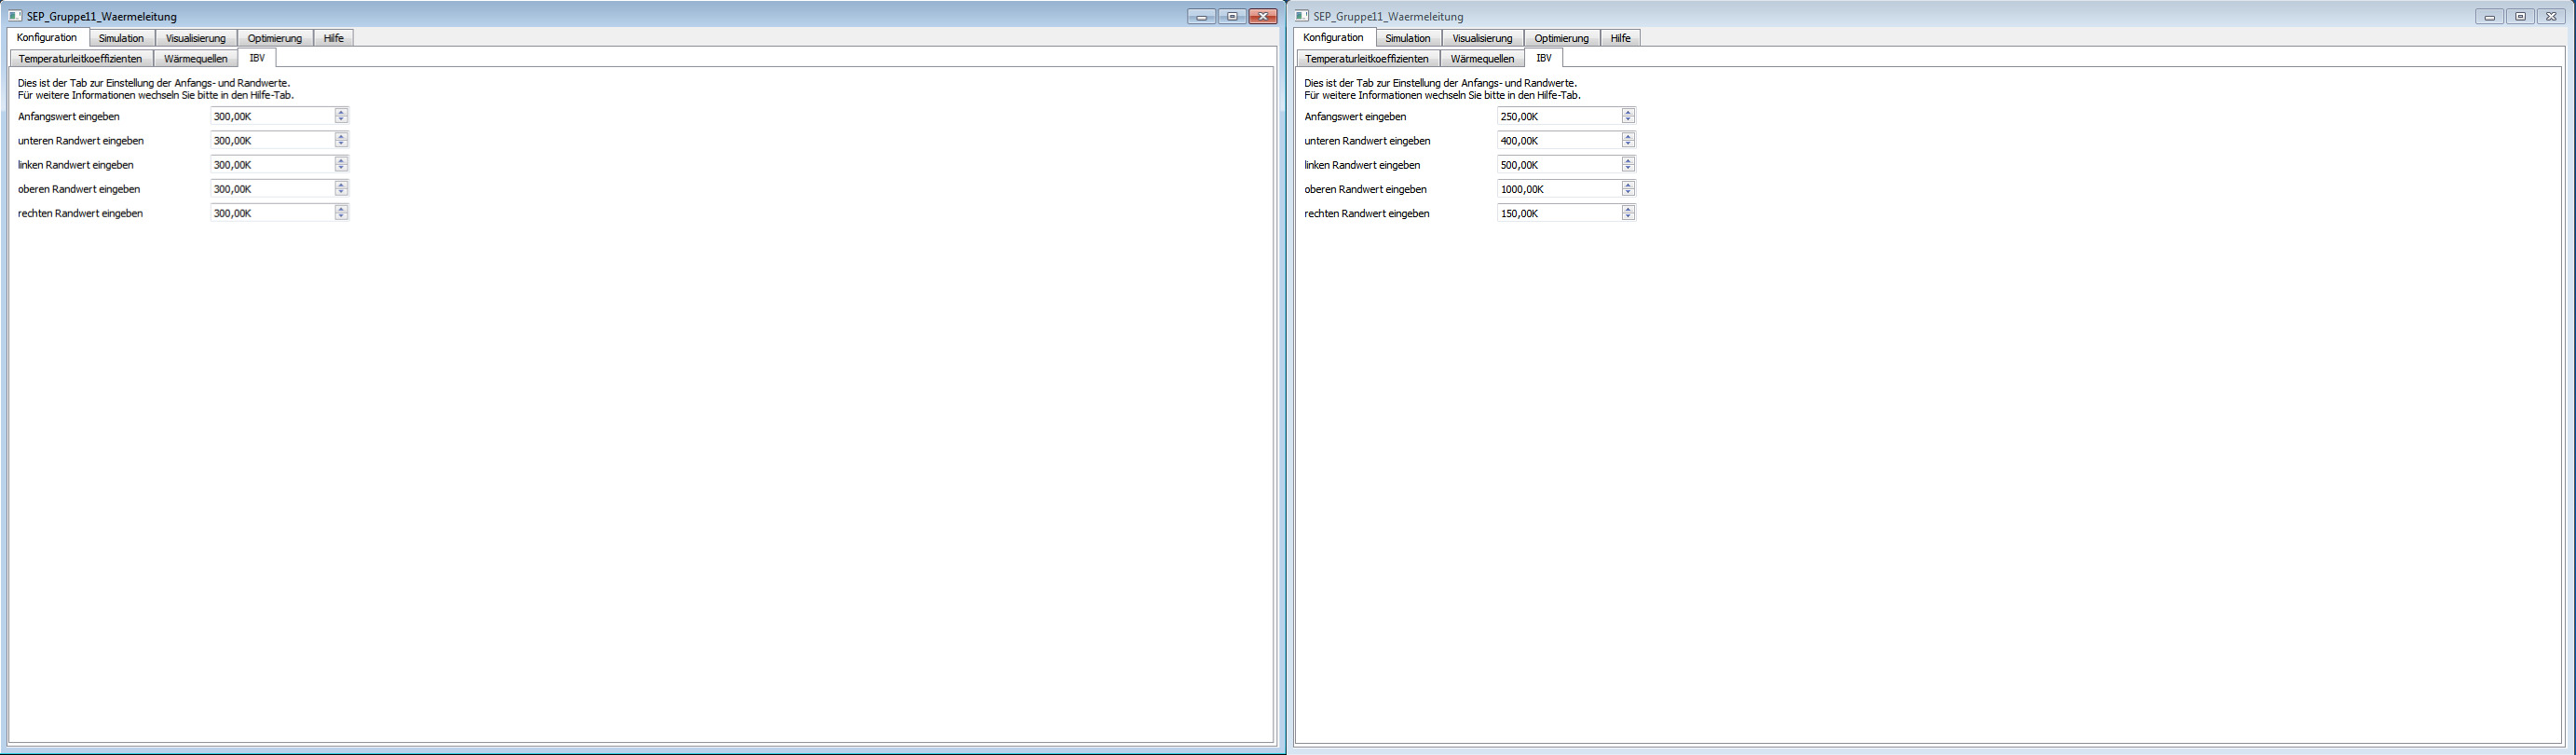 SEP_Gruppe11_Waermeleitung
Konfiguration Simulation Visualisierung Optimierung Hilfe
Temperaturleitkoeffizienten Wärmequellen IBV
Dies ist der Tab zur Einstellung der Anfangs- und Randwerte.
Für weitere Informationen wechseln Sie bitte in den Hilfe-Tab.
Anfangswert eingeben 300,00K
unteren Randwert eingeben 300,00K
linken Randwert eingeben 300,00K
oberen Randwert eingeben 300,00K
rechten Randwert eingeben 300,00K
SEP_Gruppe11_Waermeleitung
Konfiguration Simulation Visualisierung Optimierung Hilfe
Temperaturleitkoeffizienten Wärmequellen IBV
Dies ist der Tab zur Einstellung der Anfangs- und Randwerte.
Für weitere Informationen wechseln Sie bitte in den Hilfe-Tab.
Anfangswert eingeben 250,00K
unteren Randwert eingeben 400,00K
linken Randwert eingeben 500,00K
oberen Randwert eingeben 1000,00K
rechten Randwert eingeben 150,00K